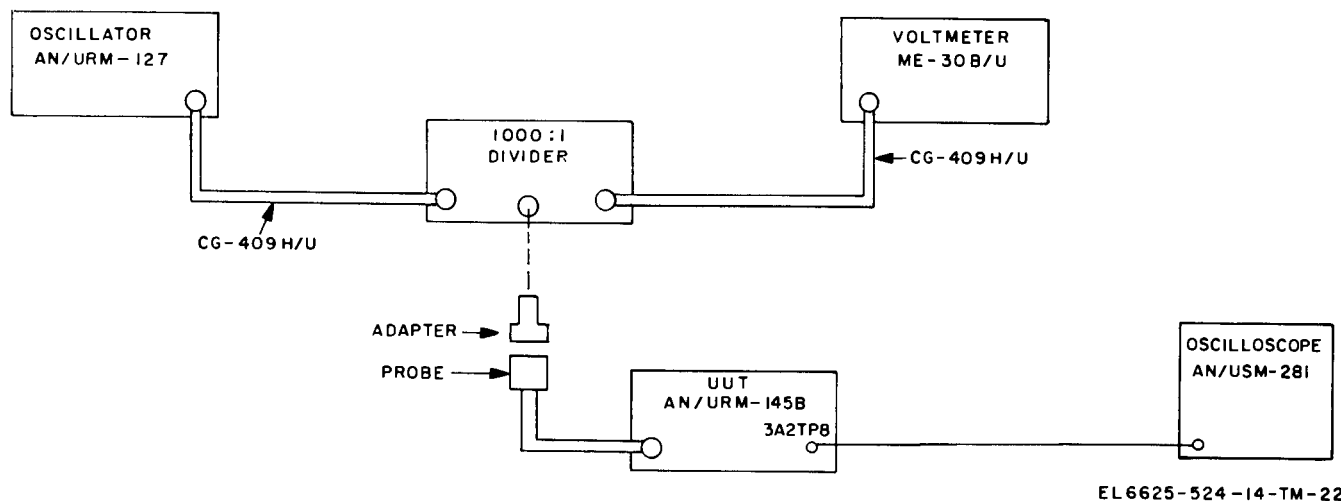 OSCILLATOR
AN/URM-127
VOLTMETER
ME-30B/U
1000:1
DIVIDER
CG-409H/U
CG-409H/U
ADAPTER
PROBE
UUT
AN/URM-145B
3A2TP8
OSCILLOSCOPE
AN/USM-281
EL6625-524-14-TM-22